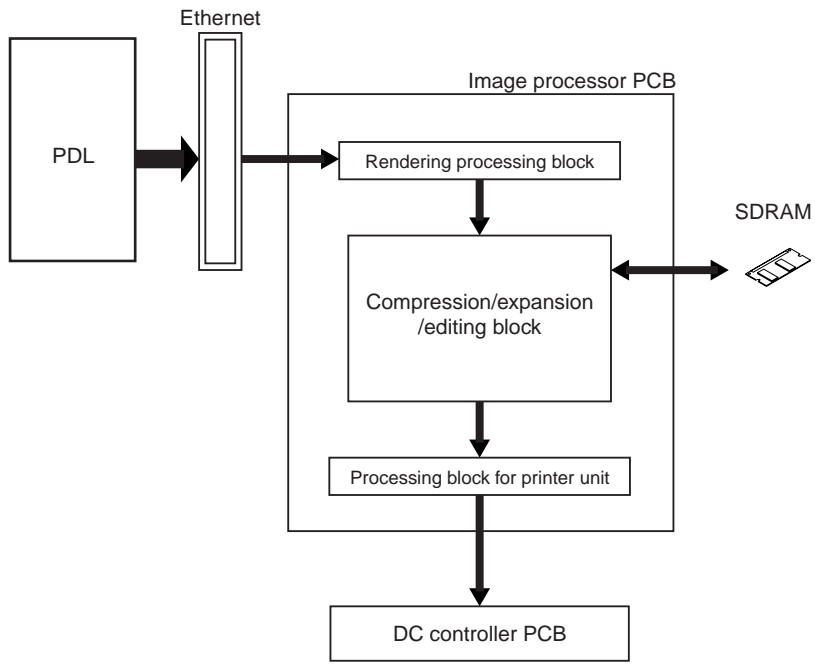 Ethernet
Image processor PCB
PDL
Rendering processing block
SDRAM
Compression/expansion
/editing block
Processing block for printer unit
DC controller PCB